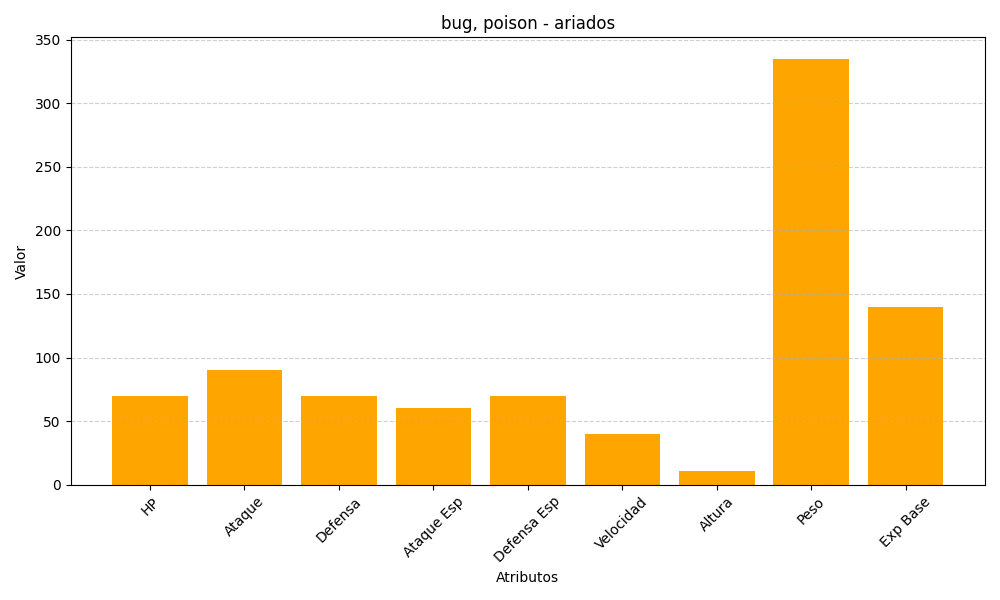 bug, poison - ariados
Valor
350
300
250
200
150
100
50
0
HP
Ataque
Defensa
Ataque Esp
Defensa Esp
Velocidad
Altura
Peso
Exp Base
Atributos